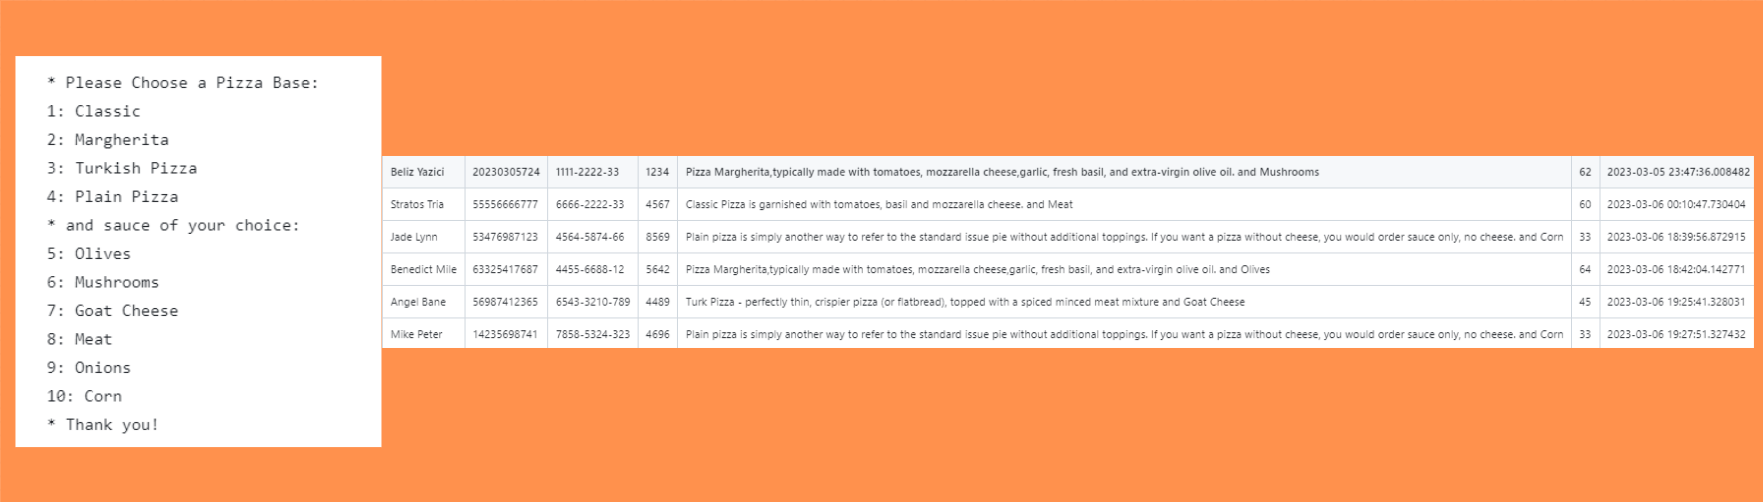 * Please Choose a Pizza Base:
1: Classic
2: Margherita
3: Turkish Pizza
4: Plain Pizza
* and sauce of your choice:
5: Olives
6: Mushrooms
7: Goat Cheese
8: Meat
9: Onions
10: Corn
* Thank you!
Beliz Yazici 20230305724 1111-2222-33 1234 Pizza Margherita,typically made with tomatoes, mozzarella cheese,garlic, fresh basil, and extra-virgin olive oil. and Mushrooms 62 2023-03-05 23:47:36.008482
Stratos Tria 55556666777 6666-2222-33 4567 Classic Pizza is garnished with tomatoes, basil and mozzarella cheese. and Meat 60 2023-03-06 00:10:47.730404
Jade Lynn 53476987123 4564-5874-66 8569 Plain pizza is simply another way to refer to the standard issue pie without additional toppings. If you want a pizza without cheese, you would order sauce only, no cheese. and Corn 33 2023-03-06 18:39:56.872915
Benedict Mile 63325417687 4455-6688-12 5642 Pizza Margherita,typically made with tomatoes, mozzarella cheese,garlic, fresh basil, and extra-virgin olive oil. and Olives 64 2023-03-06 18:42:04.142771
Angel Bane 56987412365 6543-3210-789 4489 Turk Pizza - perfectly thin, crispier pizza (or flatbread), topped with a spiced minced meat mixture and Goat Cheese 45 2023-03-06 19:25:41.328031
Mike Peter 14235698741 7858-5324-323 4696 Plain pizza is simply another way to refer to the standard issue pie without additional toppings. If you want a pizza without cheese, you would order sauce only, no cheese. and Corn 33 2023-03-06 19:27:51.327432